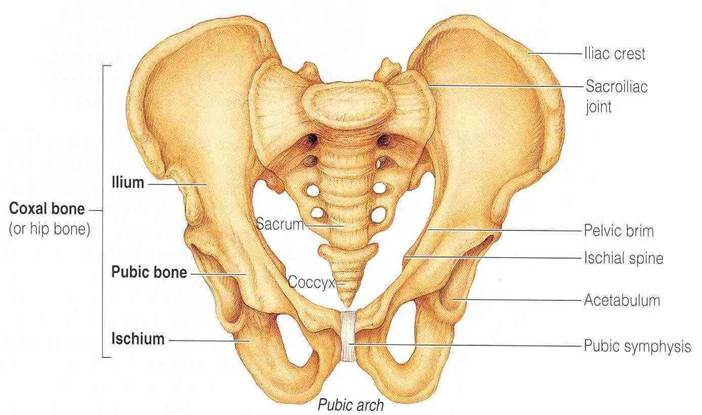 Iliac crest
Sacroiliac
joint
Ilium
Coxal bone
(or hip bone)
Sacrum
Pelvic brim
Ischial spine
Pubic bone
Coccyx
Acetabulum
Ischium
Pubic symphysis
Pubic arch